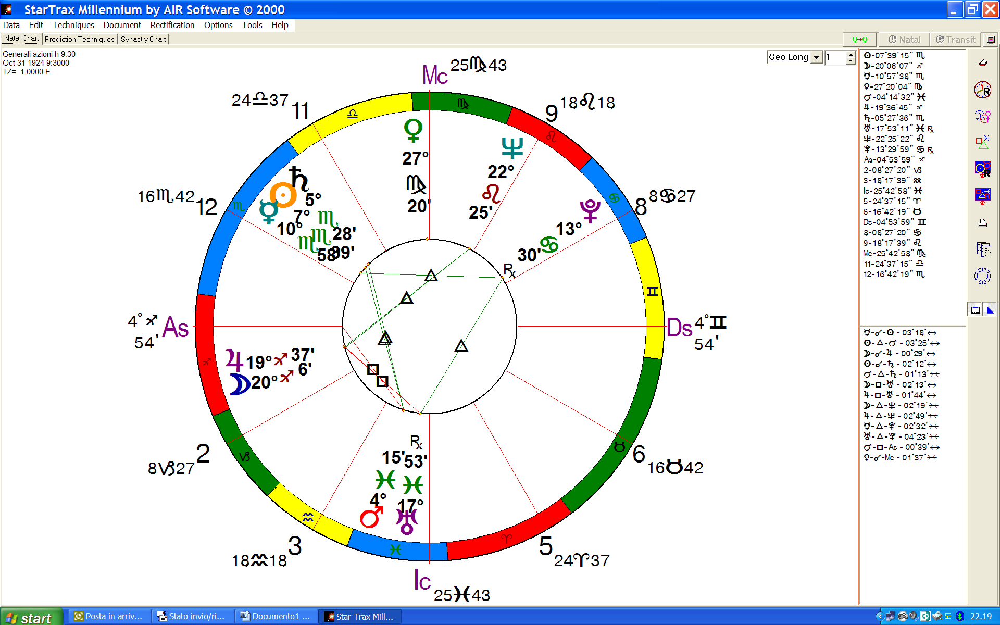 StarTrax Millennium by AIR Software © 2000
Data Edit Techniques Document Rectification Options Tools Help
Natal Chart Prediction Techniques Synastry Chart
♀→♀ Natal Transit
Generali azioni h 9:30
Oct 31 1924 9:3000
TZ= 1.0000 E
Geo Long 1
Mc 25♍43
24♎37 11
9 18♌18
16♏42 12
8 8♋27
4°♐ As 54'
Ds 4°♊ 54'
8♑27 2
6 16♉42
18♒18 3
5 24♈37
Ic 25♓43
♀ 27° ♍ 20'
♆ 22° ♌ 25'
♇ 13° ♋ 30' ℞
♄ 5° ♏ 28'
☉ 7° ♏ 39'
☿ 10° ♏ 58'
♃ 19° ♐ 37'
☽ 20° ♐ 6'
♂ 4° ♓ 15'
♅ 17° ♓ 53' ℞
☉-07°39'15" ♏
☽-20°06'07" ♐
☿-10°57'38" ♏
♀-27°20'04" ♍
♂-04°14'32" ♓
♃-19°36'45" ♐
♄-05°27'36" ♏
♅-17°53'11" ♓ ℞
♆-22°25'22" ♌
♇-13°29'59" ♋ ℞
As-04°53'59" ♐
2-08°27'20" ♑
3-18°17'39" ♒
Ic-25°42'58" ♓
5-24°37'15" ♈
6-16°42'19" ♉
Ds-04°53'59" ♊
8-08°27'20" ♋
9-18°17'39" ♌
Mc-25°42'58" ♍
11-24°37'15" ♎
12-16°42'19" ♏
☿-☌-☉ - 03°18'↔
☉-△-♂ - 03°25'↔
☽-☌-♃ - 00°29'↔
☉-☌-♄ - 02°12'↔
♂-△-♄ - 01°13'
☽-□-♅ - 02°13'↔
♃-□-♅ - 01°44'↔
☽-△-♆ - 02°19'
♃-△-♆ - 02°49'
☿-△-♇ - 02°32'
♅-△-♇ - 04°23'
♂-□-As - 00°39'↔
♀-☌-Mc - 01°37'
start Posta in arriv... Stato invio/ri... Documento1 ... Star Trax Mill... 53 22.19